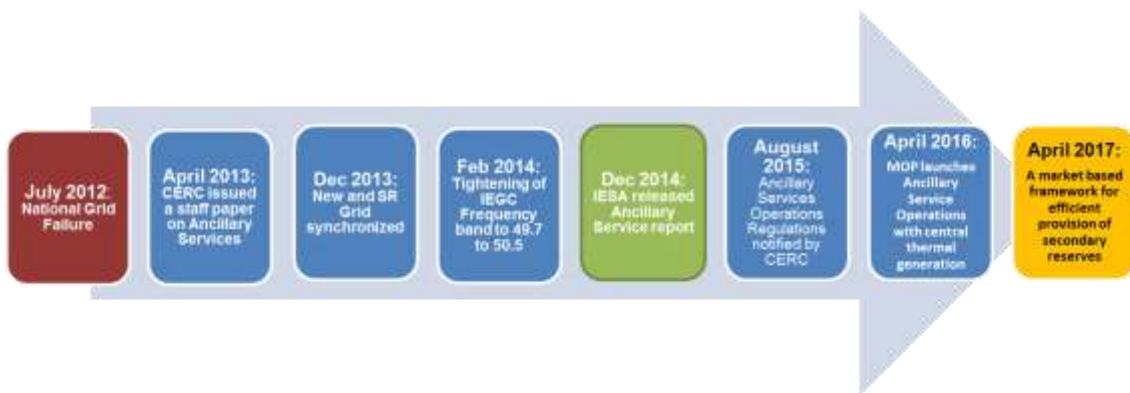 July 2012:
National Grid
Failure
April 2013:
CERC issued
a staff paper
on Ancillary
Services
Dec 2013:
New and SR
Grid
synchronized
Feb 2014:
Tightening of
IEGC
Frequency
band to 49.7
to 50.5
Dec 2014:
IESA released
Ancillary
Service report
August
2015:
Ancillary
Services
Operations
Regulations
notified by
CERC
April 2016:
MOP launches
Ancillary
Service
Operations
with central
thermal
generation
April 2017:
A market based
framework for
efficient
provision of
secondary
reserves